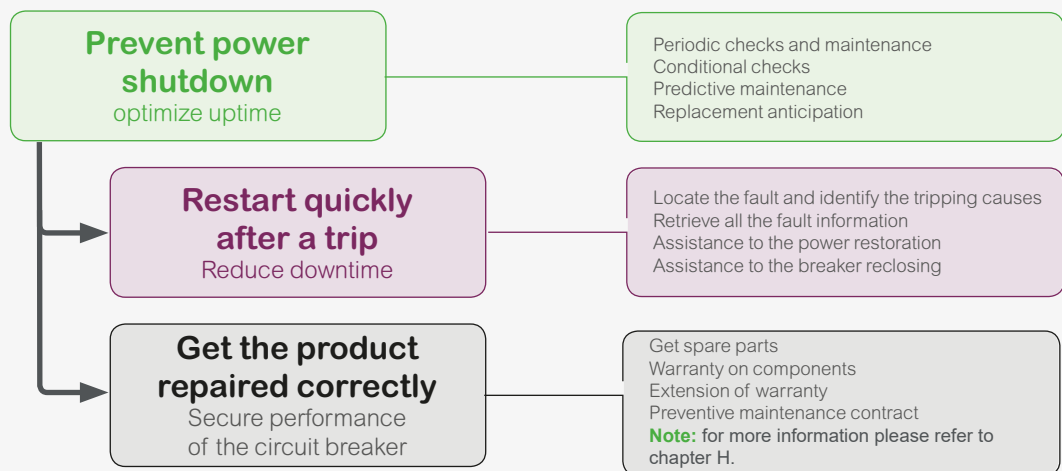 Prevent power
shutdown
optimize uptime
Periodic checks and maintenance
Conditional checks
Predictive maintenance
Replacement anticipation
Restart quickly
after a trip
Reduce downtime
Locate the fault and identify the tripping causes
Retrieve all the fault information
Assistance to the power restoration
Assistance to the breaker reclosing
Get the product
repaired correctly
Secure performance
of the circuit breaker
Get spare parts
Warranty on components
Extension of warranty
Preventive maintenance contract
Note: for more information please refer to
chapter H.